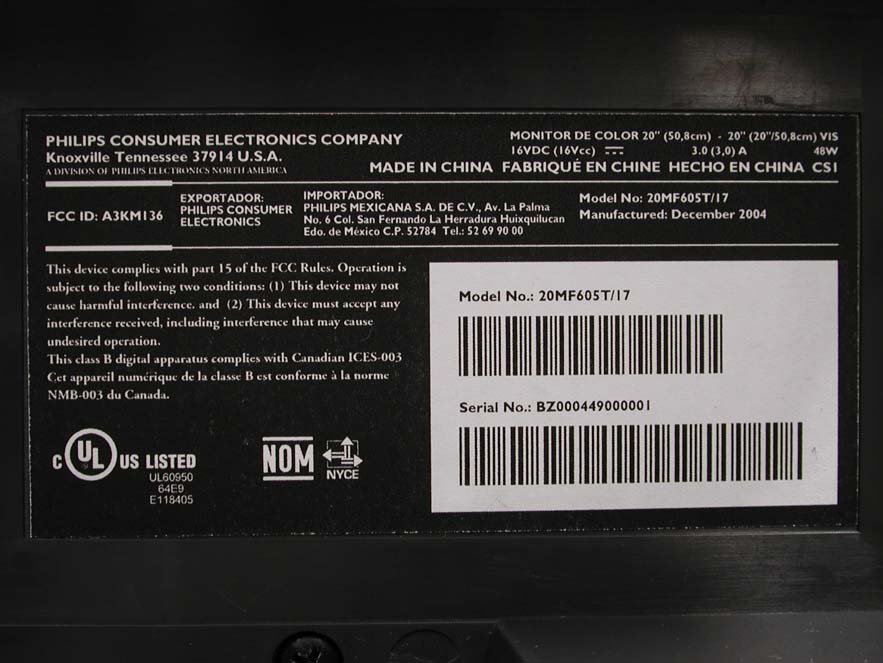 PHILIPS CONSUMER ELECTRONICS COMPANY
Knoxville Tennessee 37914 U.S.A.
A DIVISION OF PHILIPS ELECTRONICS NORTH AMERICA
MONITOR DE COLOR 20" (50,8cm) - 20" (20"/50,8cm) VIS
16VDC (16Vcc) 3.0 (3,0) A 48W
MADE IN CHINA FABRIQUÉ EN CHINE HECHO EN CHINA CS1
FCC ID: A3KM136
EXPORTADOR:
PHILIPS CONSUMER
ELECTRONICS
IMPORTADOR:
PHILIPS MEXICANA S.A. DE C.V., Av. La Palma
No. 6 Col. San Fernando La Herradura Huixquilucan
Edo. de México C.P. 52784 Tel.: 52 69 90 00
Model No: 20MF605T/17
Manufactured: December 2004
This device complies with part 15 of the FCC Rules. Operation is
subject to the following two conditions: (1) This device may not
cause harmful interference. and (2) This device must accept any
interference received, including interference that may cause
undesired operation.
This class B digital apparatus complies with Canadian ICES-003
Cet appareil numérique de la classe B est conforme à la norme
NMB-003 du Canada.
Model No.: 20MF605T/17
Serial No.: BZ000449000001
C UL US LISTED
UL60950
64E9
E118405
NOM
NYCE